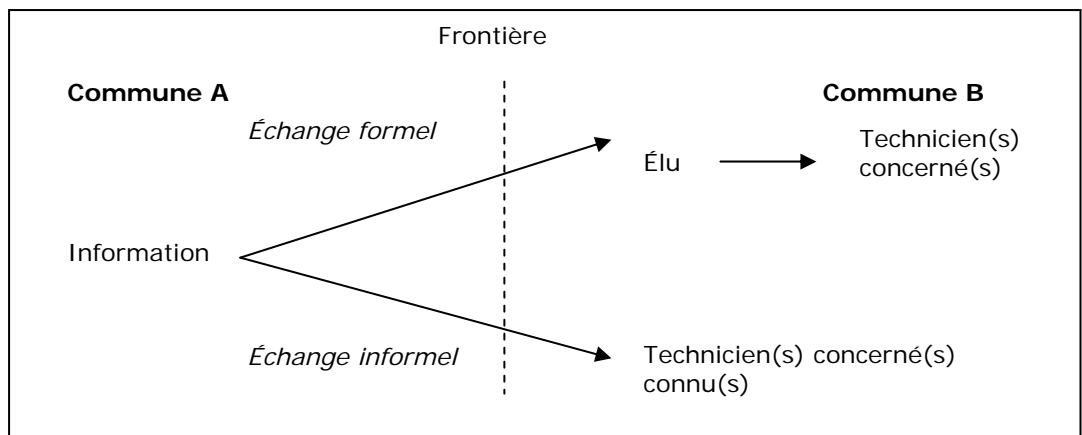 Frontière
Commune A
Commune B
Échange formel
Technicien(s)
concerné(s)
Élu
Information
Échange informel
Technicien(s) concerné(s)
connu(s)